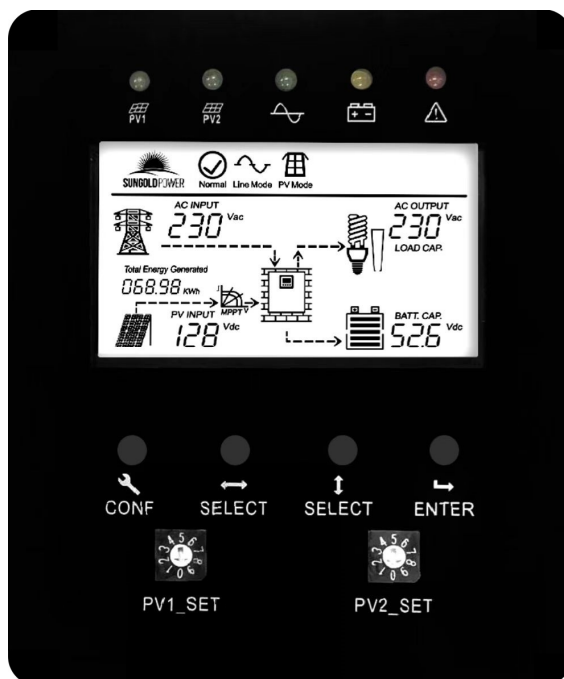 PV1 PV2
SUNGOLDPOWER Normal Line Mode PV Mode
AC INPUT
230 Vac
AC OUTPUT
230 Vac
LOAD CAP.
Total Energy Generated
068.98 KWh
MPPT
PV INPUT
128 Vdc
BATT. CAP.
52.6 Vdc
CONF SELECT SELECT ENTER
PV1_SET PV2_SET